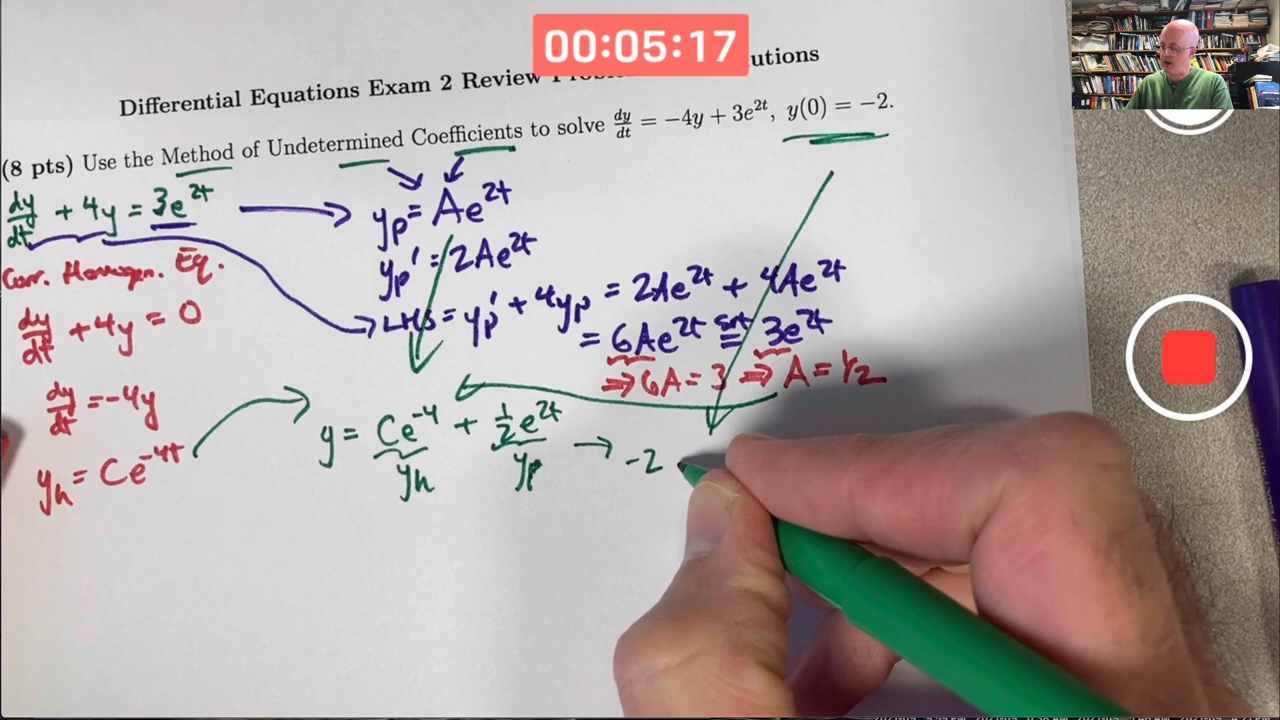 00:05:17
Differential Equations Exam 2 Review
utions
(8 pts) Use the Method of Undetermined Coefficients to solve dy/dt = −4y + 3e^{2t}, y(0) = −2.
dy/dt + 4y = 3e^{2t}
y_p = Ae^{2t}
y_p' = 2Ae^{2t}
LHS = y_p' + 4y_p = 2Ae^{2t} + 4Ae^{2t}
= 6Ae^{2t} = 3e^{2t}
⇒ 6A = 3 ⇒ A = 1/2
Corr. Homogen. Eq.
dy/dt + 4y = 0
dy/dt = -4y
y_h = Ce^{-4t}
y = Ce^{-4} + 1/2 e^{2t} → -2
y_h y_p